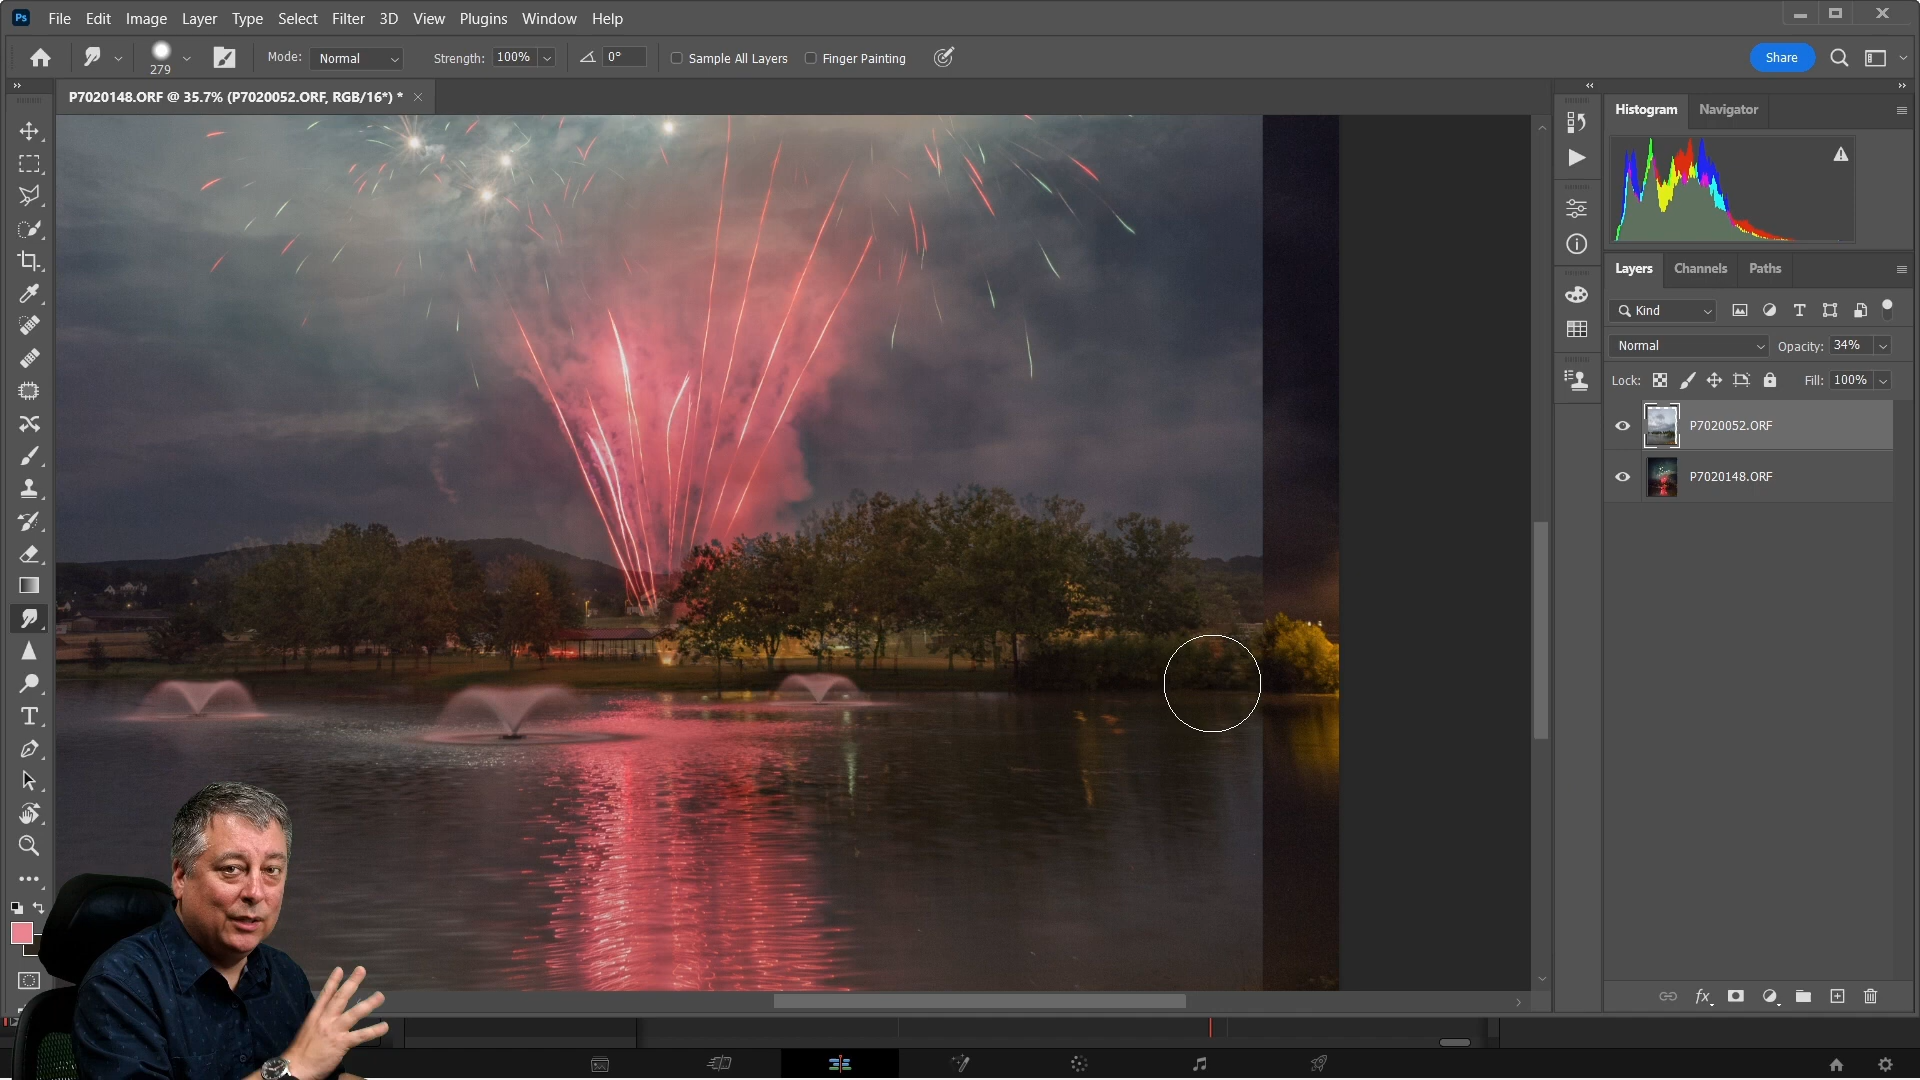 Ps File Edit Image Layer Type Select Filter 3D View Plugins Window Help
279 Mode: Normal Strength: 100% 0° Sample All Layers Finger Painting Share
P7020148.ORF @ 35.7% (P7020052.ORF, RGB/16*) *
Histogram Navigator
Layers Channels Paths
Kind
Normal Opacity: 34%
Lock: Fill: 100%
P7020052.ORF
P7020148.ORF
fx